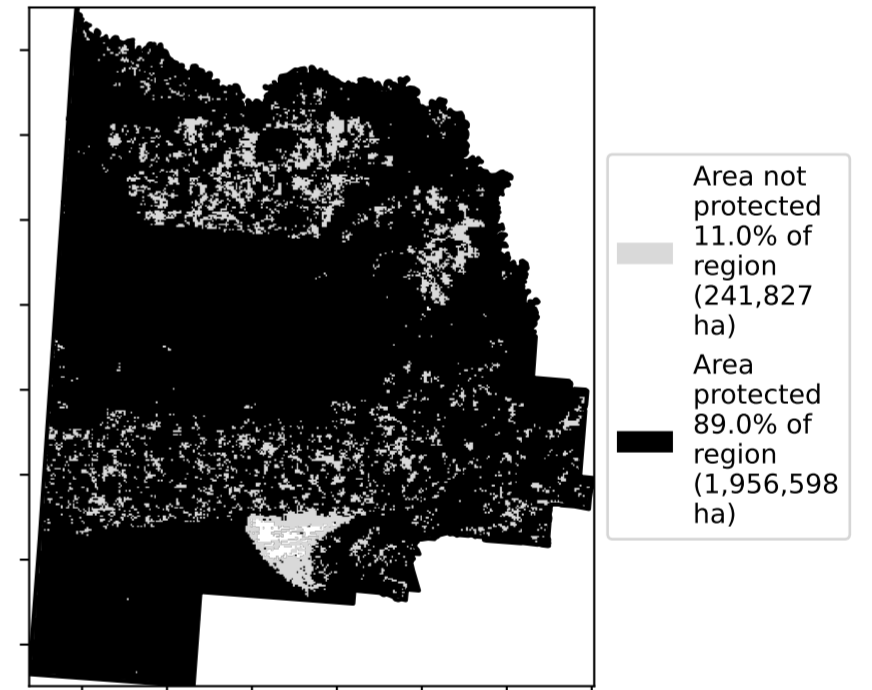 Area not
protected
11.0% of
region
(241,827
ha)
Area
protected
89.0% of
region
(1,956,598
ha)